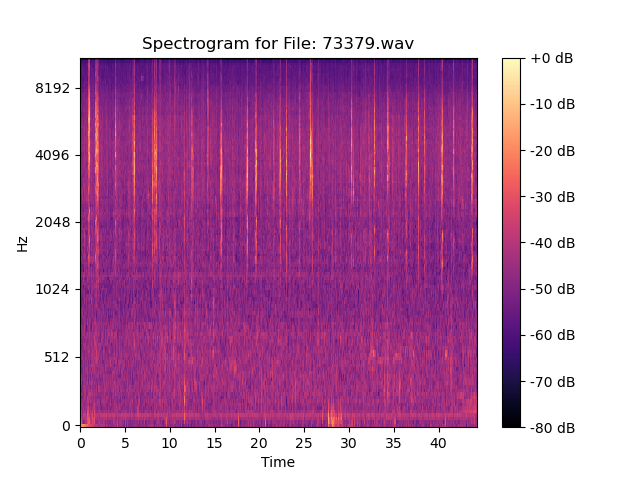 Spectrogram for File: 73379.wav
8192
4096
2048
1024
512
0
Hz
0 5 10 15 20 25 30 35 40
Time
+0 dB
-10 dB
-20 dB
-30 dB
-40 dB
-50 dB
-60 dB
-70 dB
-80 dB